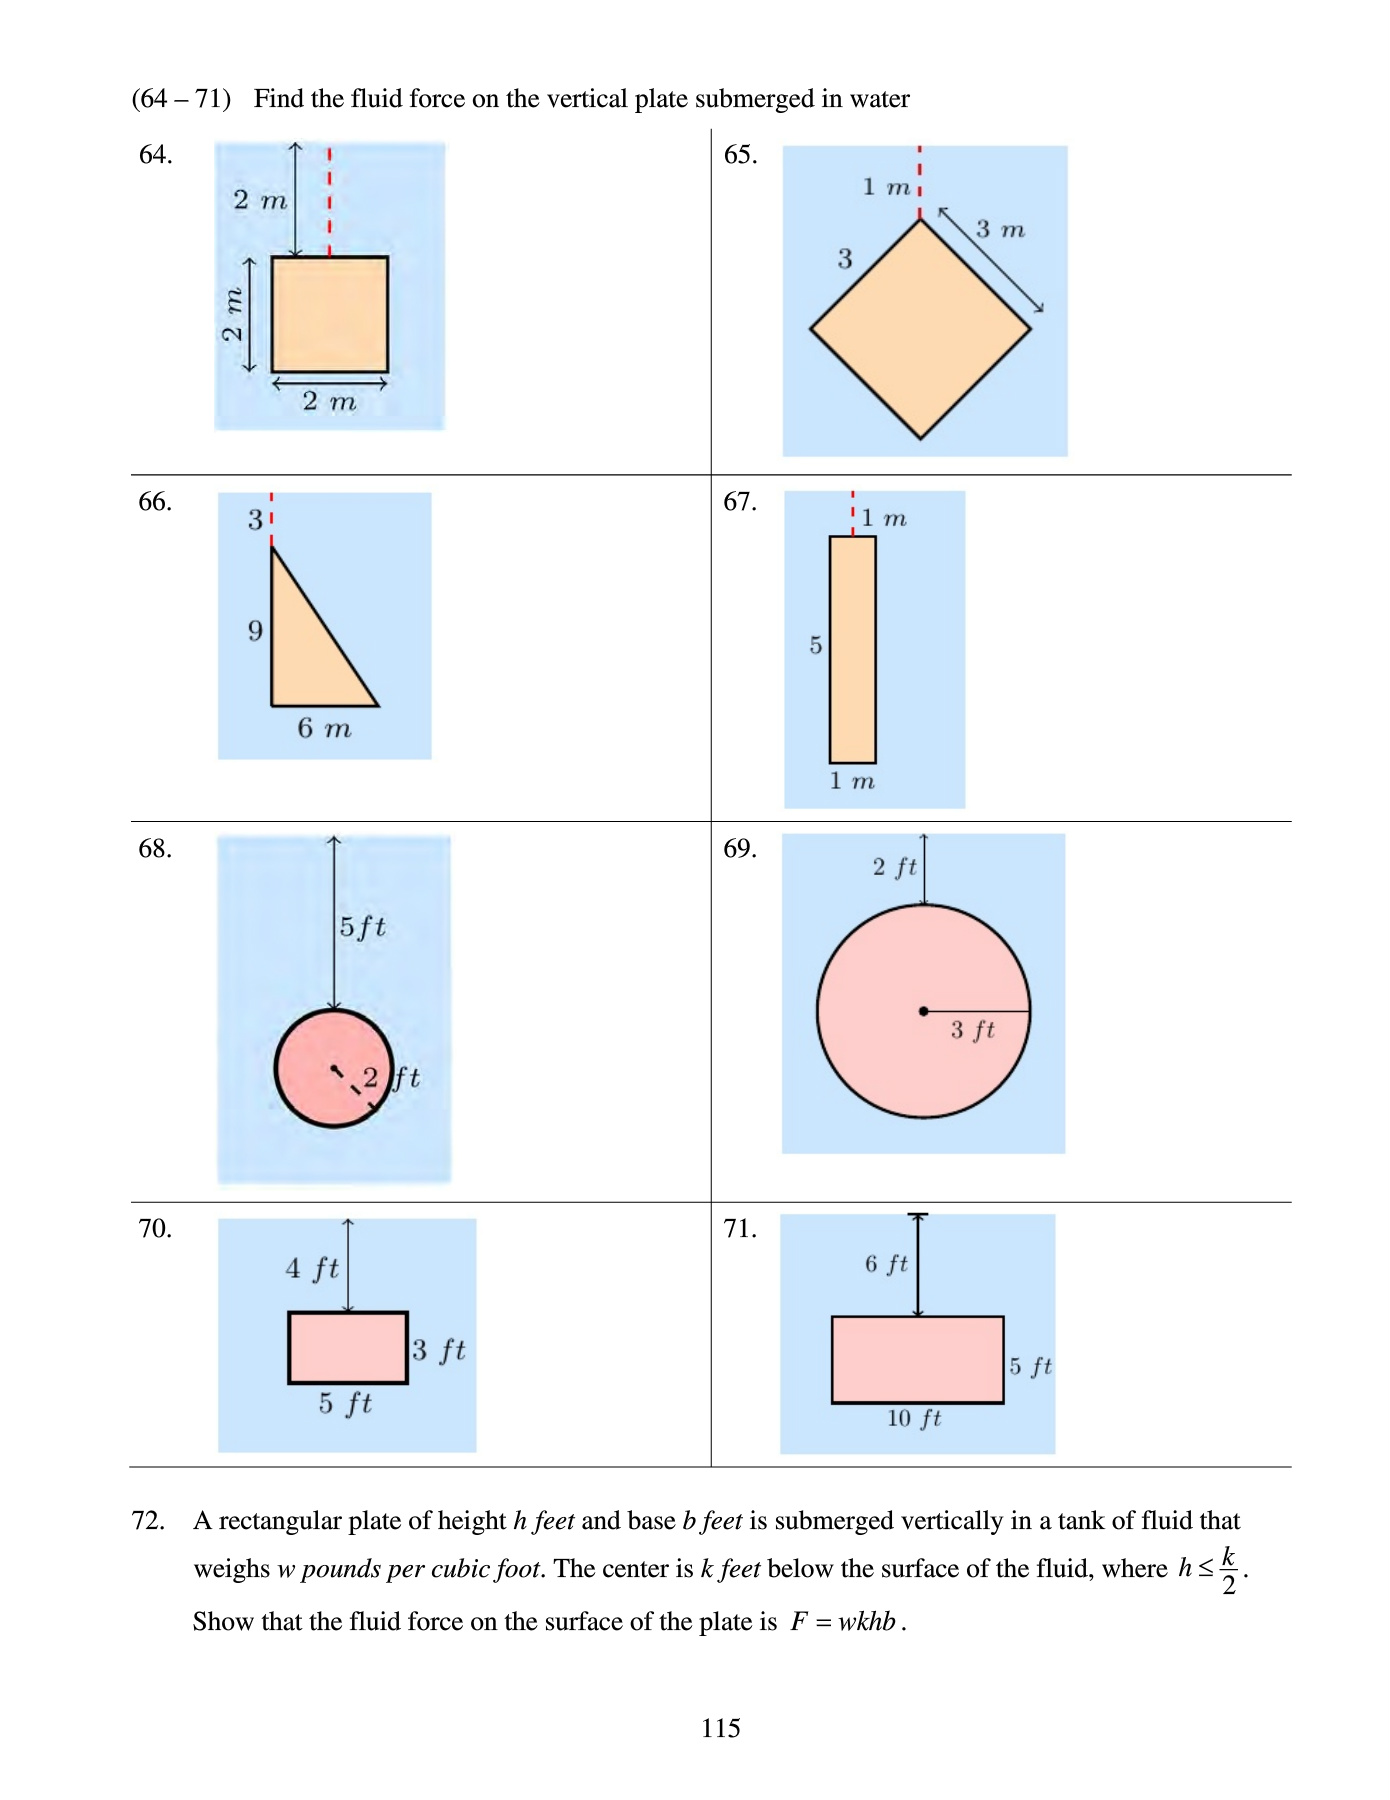 (64 – 71) Find the fluid force on the vertical plate submerged in water
64.
2 m
2 m
2 m
65.
1 m
3 m
3
66.
3
9
6 m
67.
1 m
5
1 m
68.
5ft
2 ft
69.
2 ft
3 ft
70.
4 ft
3 ft
5 ft
71.
6 ft
5 ft
10 ft
72. A rectangular plate of height h feet and base b feet is submerged vertically in a tank of fluid that
weighs w pounds per cubic foot. The center is k feet below the surface of the fluid, where h ≤ k/2.
Show that the fluid force on the surface of the plate is F = wkhb.
115